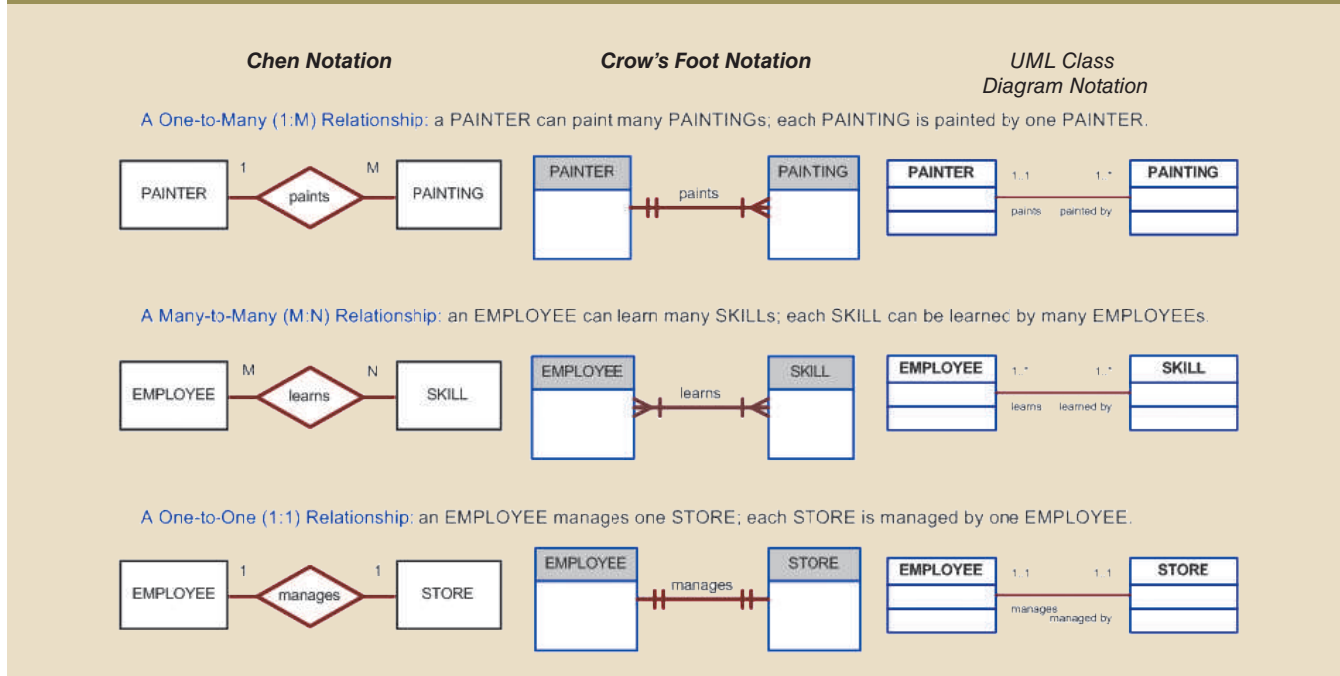 Chen Notation
Crow's Foot Notation
UML Class
Diagram Notation
A One-to-Many (1:M) Relationship: a PAINTER can paint many PAINTINGs; each PAINTING is painted by one PAINTER.
PAINTER
1
paints
M
PAINTING
PAINTER
paints
PAINTING
PAINTER
1..1
1..*
PAINTING
paints
painted by
A Many-to-Many (M:N) Relationship: an EMPLOYEE can learn many SKILLs; each SKILL can be learned by many EMPLOYEEs.
EMPLOYEE
M
learns
N
SKILL
EMPLOYEE
learns
SKILL
EMPLOYEE
1..*
1..*
SKILL
learns
learned by
A One-to-One (1:1) Relationship: an EMPLOYEE manages one STORE; each STORE is managed by one EMPLOYEE.
EMPLOYEE
1
manages
1
STORE
EMPLOYEE
manages
STORE
EMPLOYEE
1..1
1..1
STORE
manages
managed by